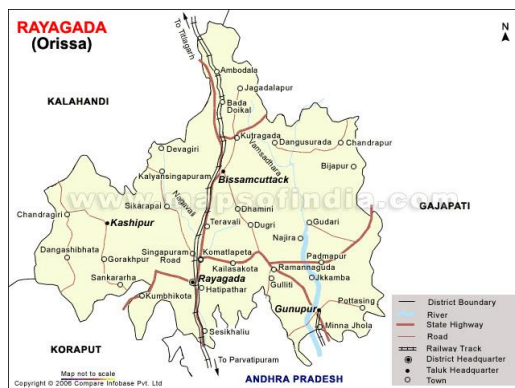 RAYAGADA
(Orissa)
To Titlagarh
N
Ambodala
Jagadalapur
KALAHANDI
Bada
Doikal
Kutragada
Dangusurada
Chandrapur
Devagiri
Vamsadhara
Bijapur
Kalyansingapuram
Bissamcuttack
www.mapsofindia.com
Nagavali
Sikarapai
Dhamini
GAJAPATI
Chandragiri
Kashipur
Teravali
Dugri
Gudari
Najira
Dangashibhata
Gorakhpur
Singapuram
Road
Komatlapeta
Kailasakota
Padmapur
Ramannaguda
Sankararha
Rayagada
Gulliti
Jkkamba
Kumbhikota
Hatipathar
Pottasing
Gunupur
Sesikhaliu
Minna Jhola
KORAPUT
To Parvatipuram
ANDHRA PRADESH
Map not to scale
Copyright © 2006 Compare Infobase Pvt. Ltd
District Boundary
River
State Highway
Road
Railway Track
District Headquarter
Taluk Headquarter
Town